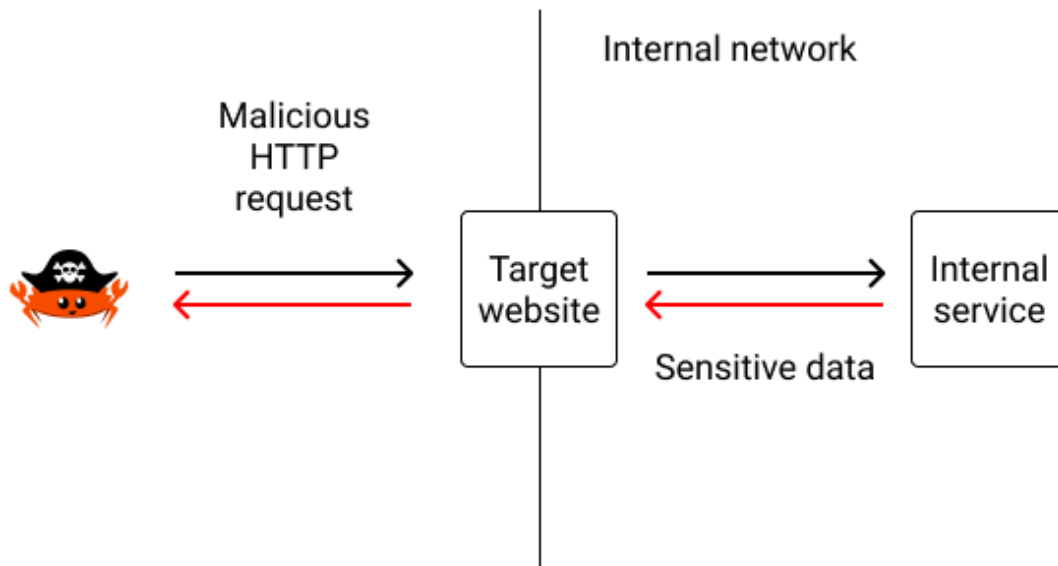 Internal network
Malicious
HTTP
request
Target
website
Internal
service
Sensitive data